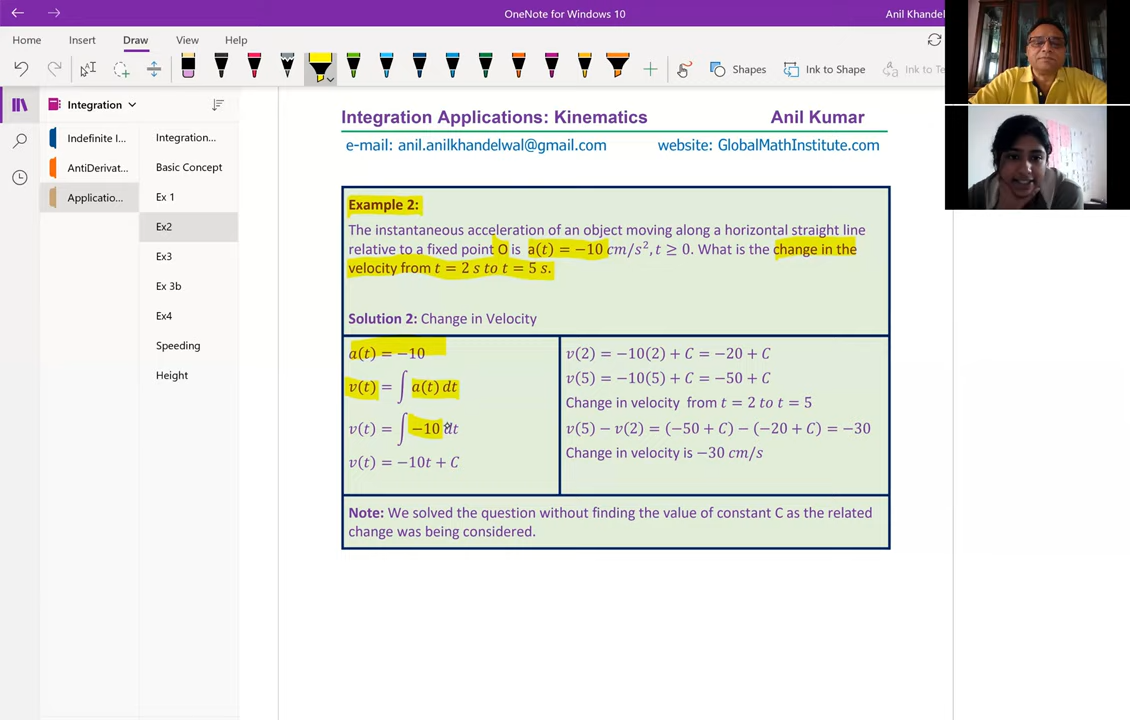 OneNote for Windows 10
Anil Khandel
Home Insert Draw View Help
Shapes Ink to Shape Ink to Te
Integration
Indefinite I...
AntiDerivat...
Applicatio...
Integration...
Basic Concept
Ex 1
Ex2
Ex3
Ex 3b
Ex4
Speeding
Height
Integration Applications: Kinematics Anil Kumar
e-mail: anil.anilkhandelwal@gmail.com website: GlobalMathInstitute.com
Example 2:
The instantaneous acceleration of an object moving along a horizontal straight line
relative to a fixed point O is a(t) = −10 cm/s², t ≥ 0. What is the change in the
velocity from t = 2 s to t = 5 s.
Solution 2: Change in Velocity
a(t) = −10
v(t) = ∫ a(t) dt
v(t) = ∫ −10 dt
v(t) = −10t + C
v(2) = −10(2) + C = −20 + C
v(5) = −10(5) + C = −50 + C
Change in velocity from t = 2 to t = 5
v(5) − v(2) = (−50 + C) − (−20 + C) = −30
Change in velocity is −30 cm/s
Note: We solved the question without finding the value of constant C as the related
change was being considered.